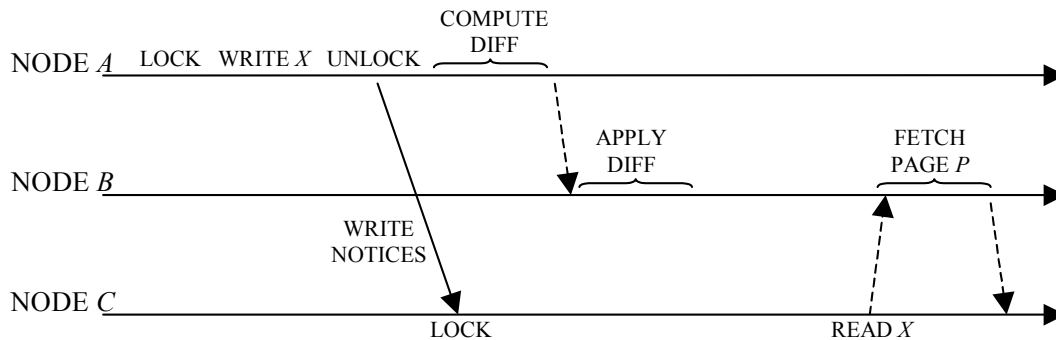 COMPUTE
DIFF
NODE A LOCK WRITE X UNLOCK
APPLY
DIFF
FETCH
PAGE P
NODE B
WRITE
NOTICES
NODE C
LOCK READ X